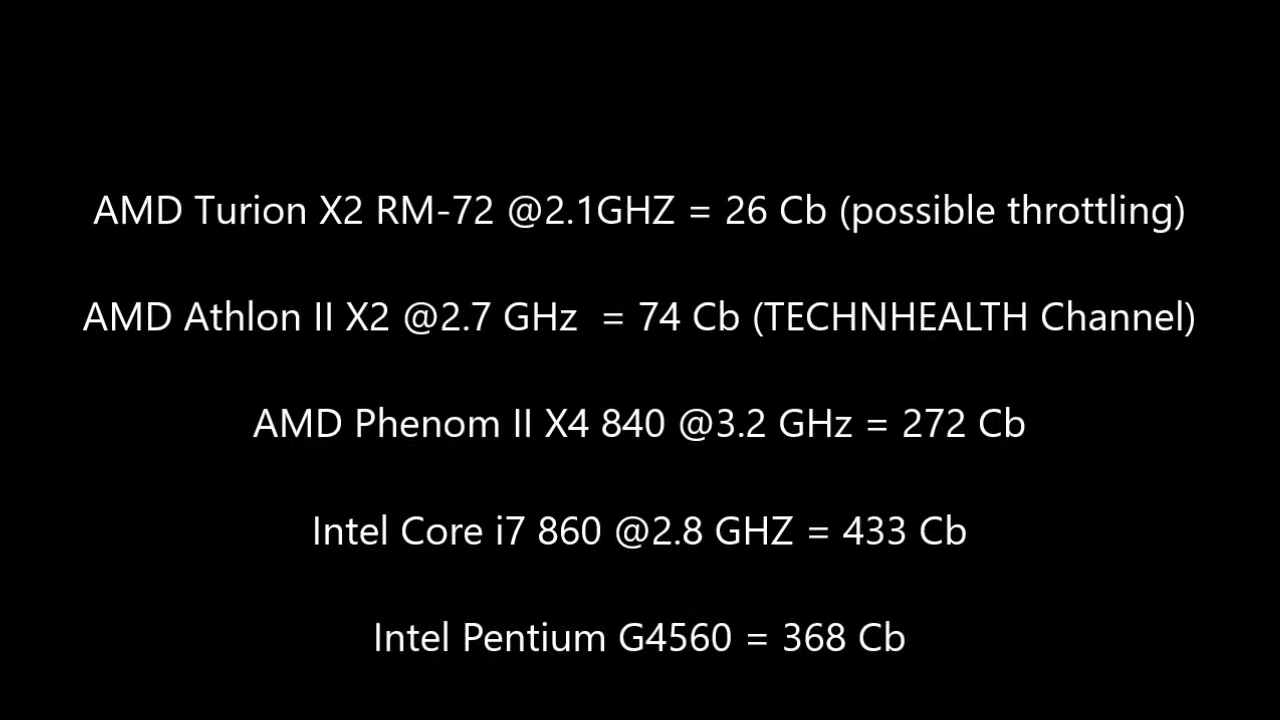 AMD Turion X2 RM-72 @2.1GHZ = 26 Cb (possible throttling)
AMD Athlon II X2 @2.7 GHz  = 74 Cb (TECHNHEALTH Channel)
AMD Phenom II X4 840 @3.2 GHz = 272 Cb
Intel Core i7 860 @2.8 GHZ = 433 Cb
Intel Pentium G4560 = 368 Cb